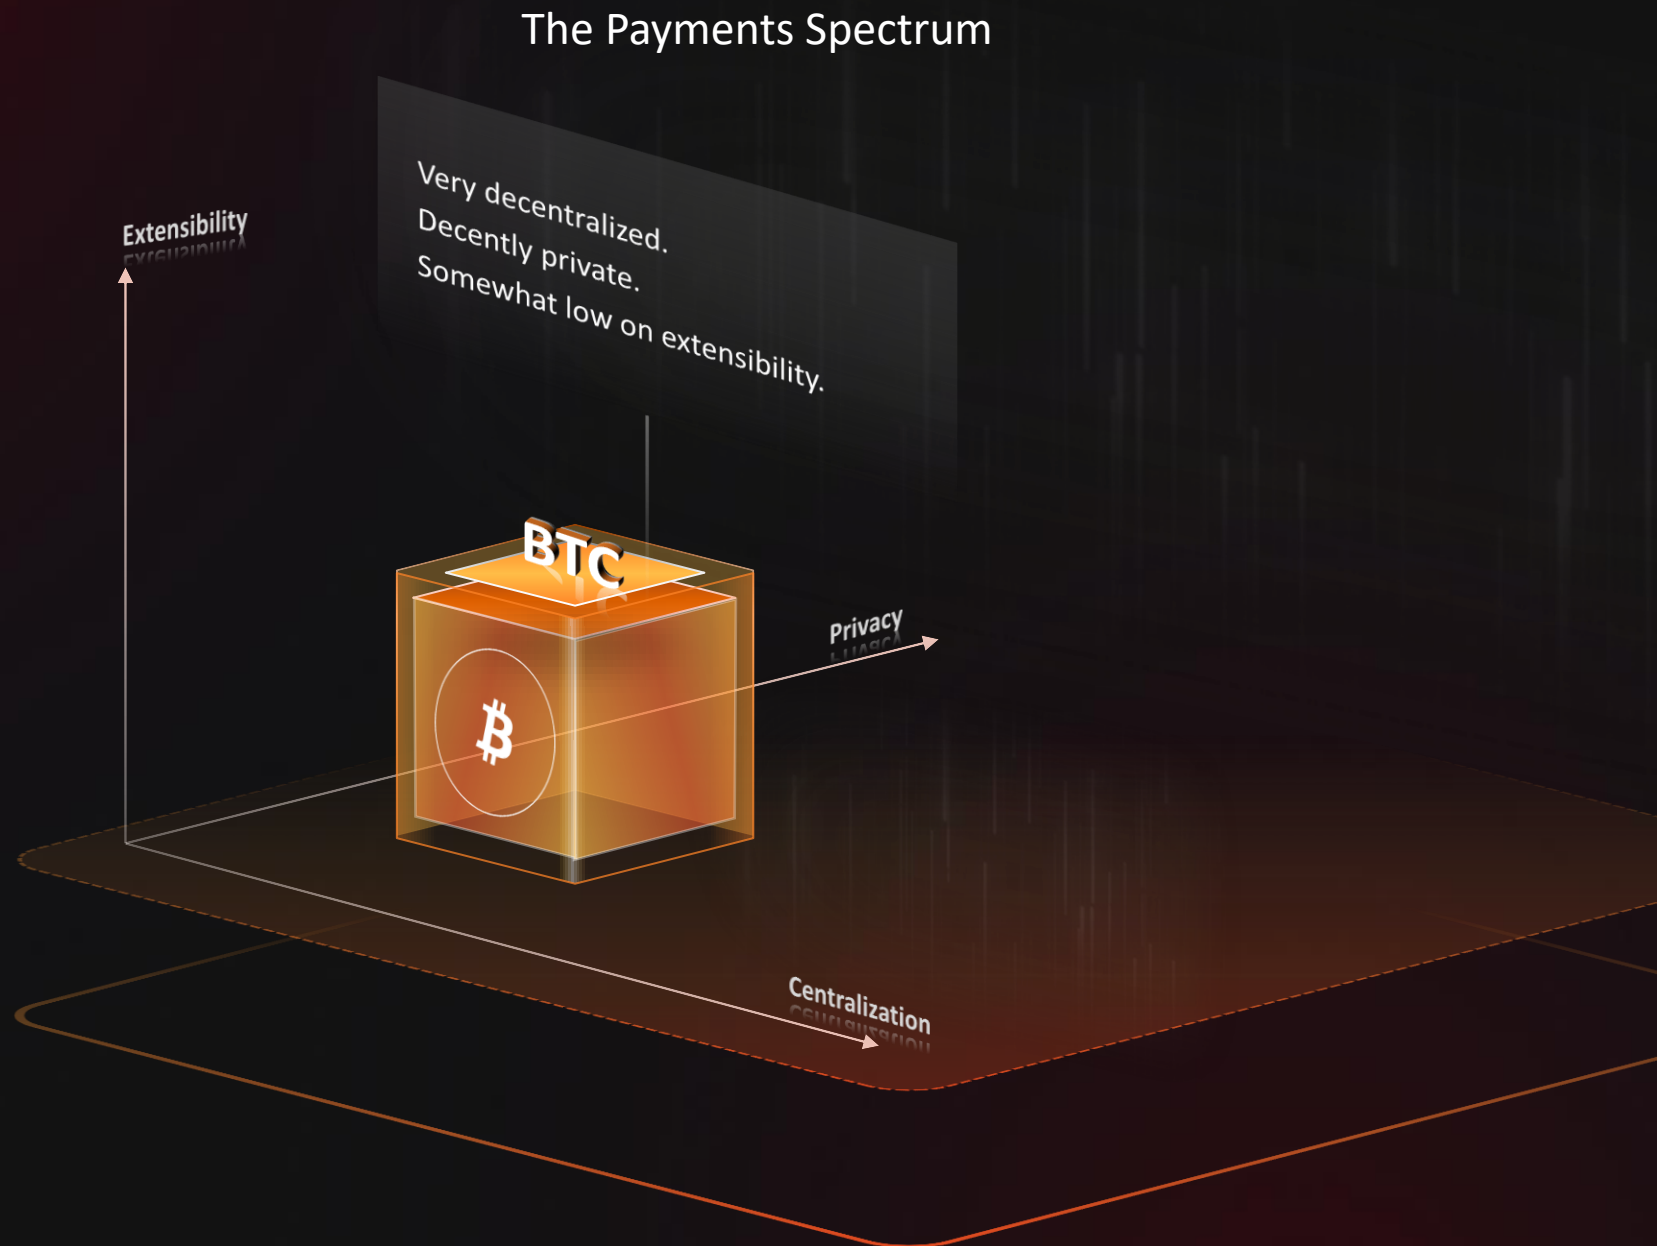 The Payments Spectrum
Very decentralized.
Decently private.
Somewhat low on extensibility.
Extensibility
BTC
Privacy
Centralization